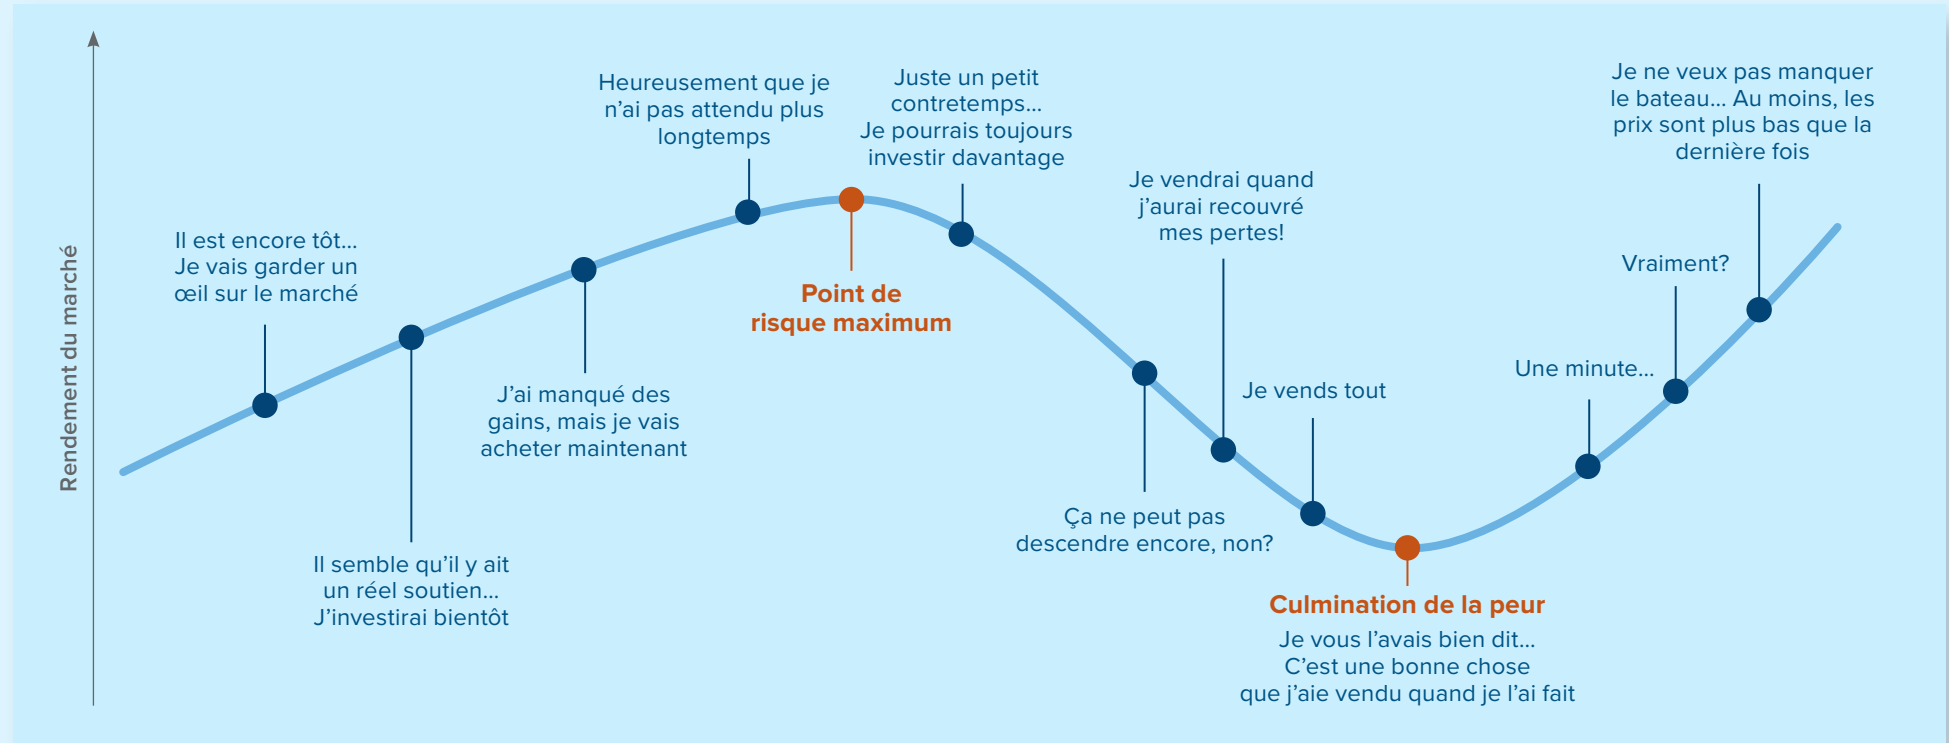 Rendement du marché
Il est encore tôt...
Je vais garder un
œil sur le marché
Il semble qu’il y ait
un réel soutien...
J’investirai bientôt
J’ai manqué des
gains, mais je vais
acheter maintenant
Heureusement que je
n’ai pas attendu plus
longtemps
Point de
risque maximum
Juste un petit
contretemps...
Je pourrais toujours
investir davantage
Ça ne peut pas
descendre encore, non?
Je vendrai quand
j’aurai recouvré
mes pertes!
Je vends tout
Culmination de la peur
Je vous l’avais bien dit...
C’est une bonne chose
que j’aie vendu quand je l’ai fait
Une minute...
Vraiment?
Je ne veux pas manquer
le bateau... Au moins, les
prix sont plus bas que la
dernière fois